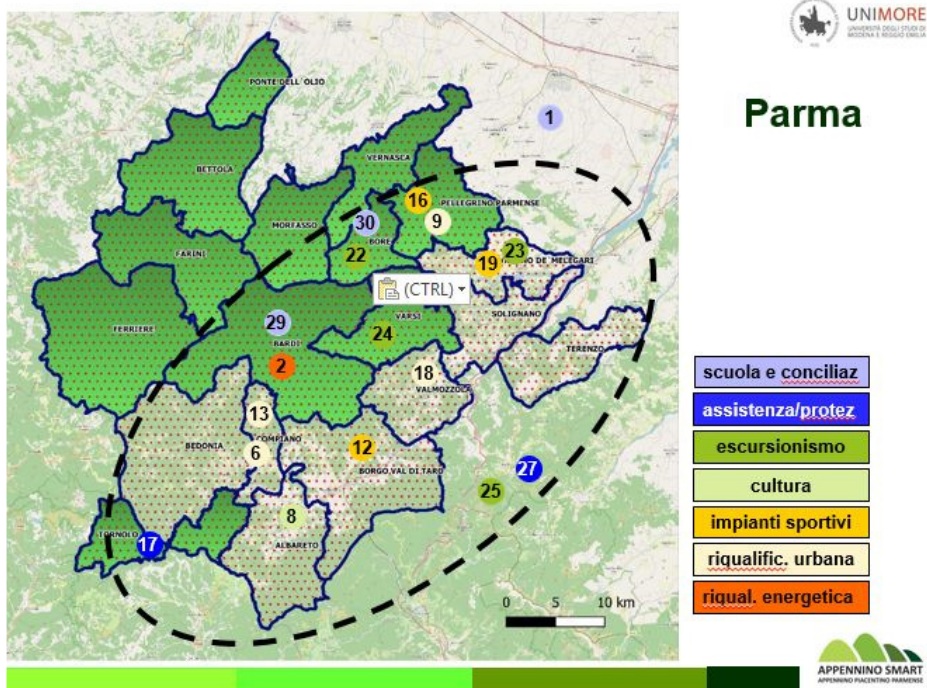 UNIMORE
UNIVERSITÀ DEGLI STUDI DI
MODENA E REGGIO EMILIA
Parma
PONTE DELL'OLIO
BETTOLA
VERNASCA
1
MORFASSO
16
PELLEGRINO PARMENSE
30
9
BORE
FARINI
22
19
23
NO DE' MELEGARI
(CTRL)
FERRIERE
29
BARDI
VARSI
24
SOLIGNANO
TERENZO
2
18
VALMOZZOLA
scuola e conciliaz
assistenza/protez
escursionismo
cultura
impianti sportivi
riqualific. urbana
riqual. energetica
13
BEDONIA
COMPIANO
6
12
BORGO VAL DI TARO
27
25
8
TORNOLO
17
ALBARETO
0 5 10 km
APPENNINO SMART
APPENNINO PIACENTINO PARMENSE